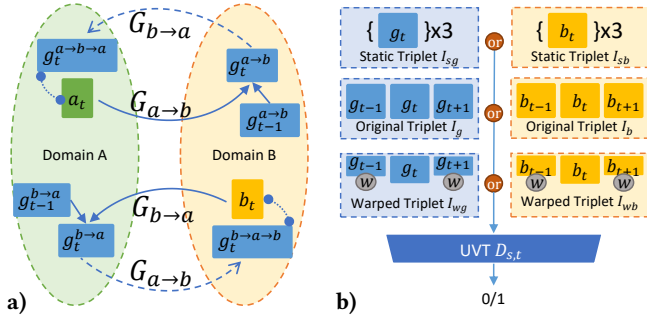 G_{b→a}
g_t^{a→b→a}
g_t^{a→b}
a_t
G_{a→b}
g_{t-1}^{a→b}
Domain A
Domain B
g_{t-1}^{b→a}
G_{b→a}
b_t
g_t^{b→a}
g_t^{b→a→b}
G_{a→b}
a)
{ g_t }×3
or
{ b_t }×3
Static Triplet I_{sg}
Static Triplet I_{sb}
g_{t-1} g_t g_{t+1}
or
b_{t-1} b_t b_{t+1}
Original Triplet I_g
Original Triplet I_b
g_{t-1} g_t g_{t+1}
or
b_{t-1} b_t b_{t+1}
w w
w w
Warped Triplet I_{wg}
Warped Triplet I_{wb}
UVT D_{s,t}
0/1
b)